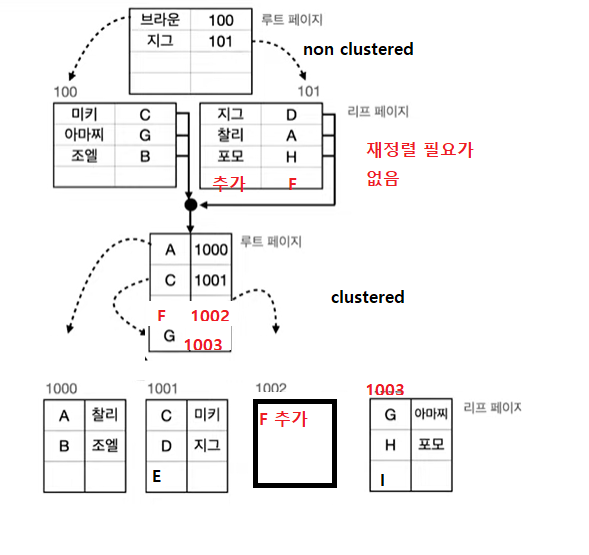 브라운 100
지그 101
루트 페이지
non clustered
100
미키 C
아마찌 G
조엘 B
101
지그 D
찰리 A
포모 H
추가 F
리프 페이지
재정렬 필요가
없음
루트 페이지
A 1000
C 1001
F 1002
G 1003
clustered
1000
A 찰리
B 조엘
1001
C 미키
D 지그
E
1002
F 추가
1003
G 아마찌
H 포모
I
리프 페이지